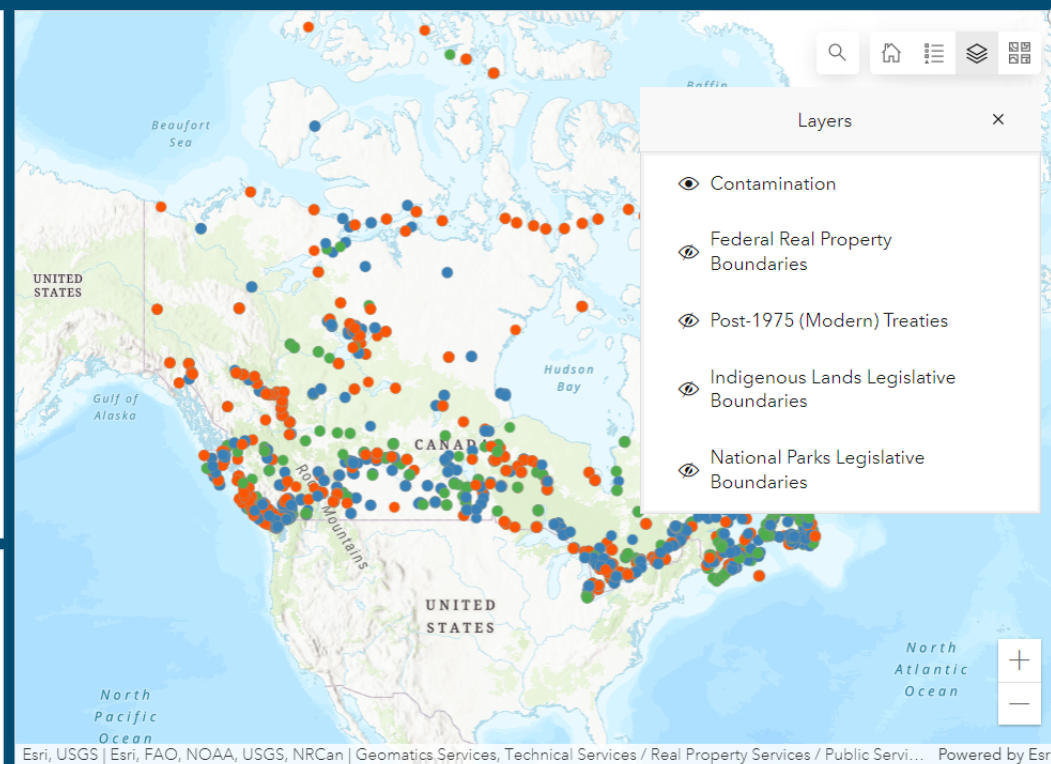 Baffin
Layers
Beaufort
Sea
Contamination
Federal Real Property
Boundaries
UNITED
STATES
Post-1975 (Modern) Treaties
Hudson
Bay
Indigenous Lands Legislative
Boundaries
Gulf of
Alaska
CANADA
National Parks Legislative
Boundaries
Rocky Mountains
UNITED
STATES
North
Atlantic
Ocean
North
Pacific
Ocean
Esri, USGS | Esri, FAO, NOAA, USGS, NRCan | Geomatics Services, Technical Services / Real Property Services / Public Servi... Powered by Esr